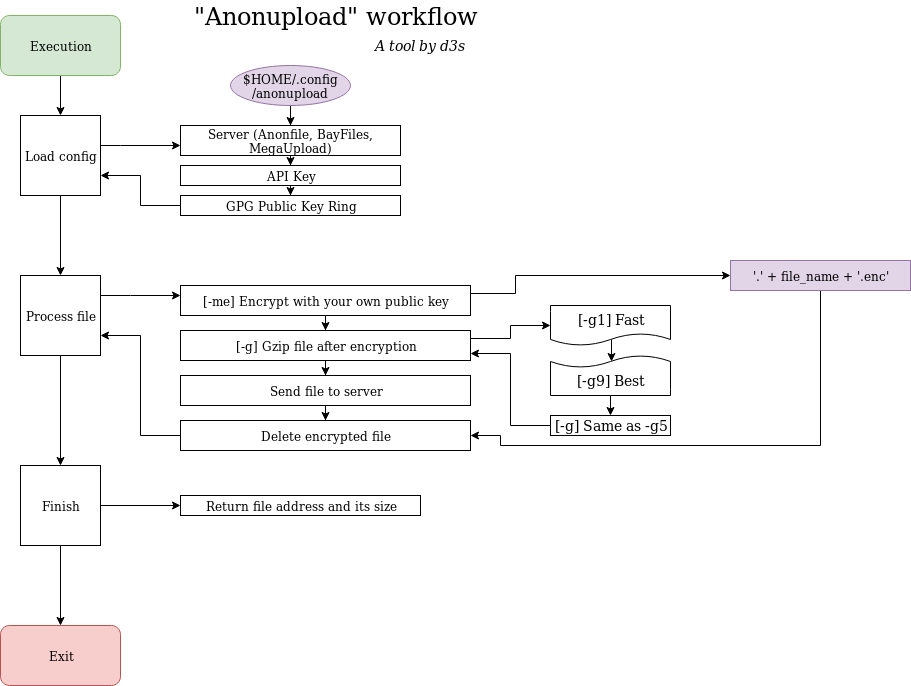 "Anonupload" workflow
A tool by d3s
Execution
$HOME/.config
/anonupload
Load config
Server (Anonfile, BayFiles,
MegaUpload)
API Key
GPG Public Key Ring
Process file
[-me] Encrypt with your own public key
'.' + file_name + '.enc'
[-g] Gzip file after encryption
[-g1] Fast
[-g9] Best
[-g] Same as -g5
Send file to server
Delete encrypted file
Finish
Return file address and its size
Exit